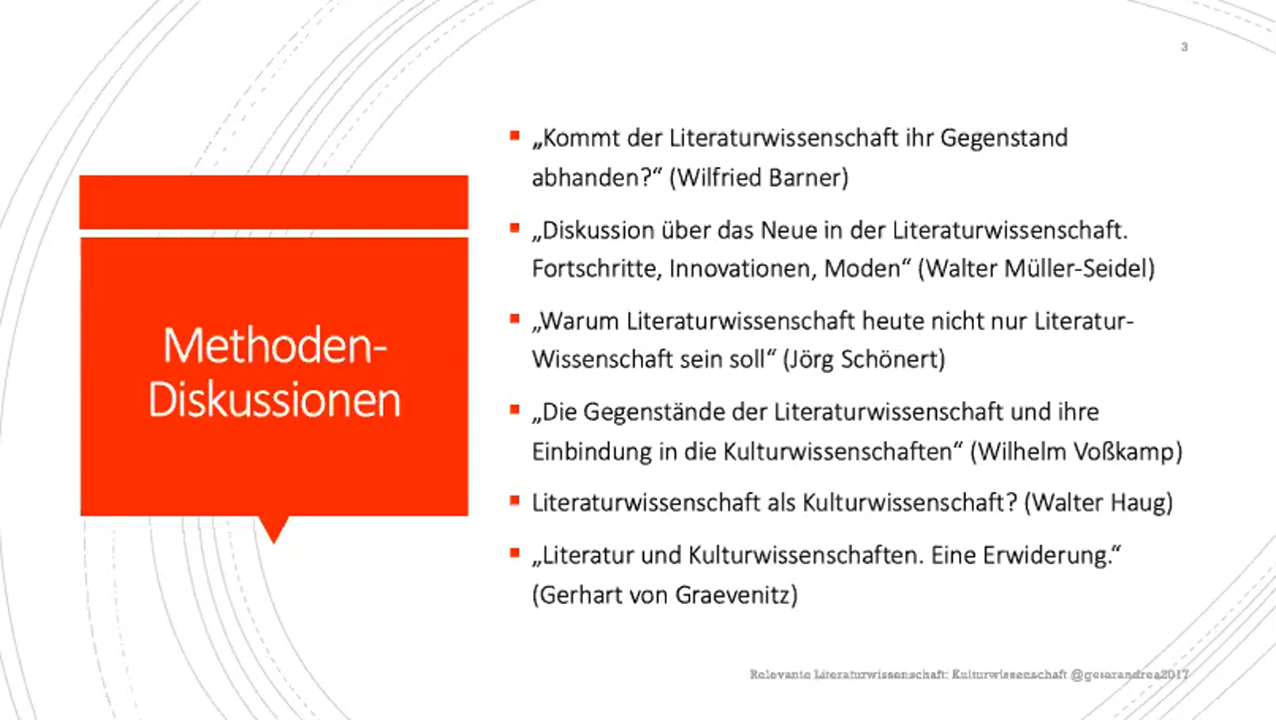 3
Methoden-
Diskussionen
„Kommt der Literaturwissenschaft ihr Gegenstand
abhanden?“ (Wilfried Barner)
„Diskussion über das Neue in der Literaturwissenschaft.
Fortschritte, Innovationen, Moden“ (Walter Müller-Seidel)
„Warum Literaturwissenschaft heute nicht nur Literatur-
Wissenschaft sein soll“ (Jörg Schönert)
„Die Gegenstände der Literaturwissenschaft und ihre
Einbindung in die Kulturwissenschaften“ (Wilhelm Voßkamp)
Literaturwissenschaft als Kulturwissenschaft? (Walter Haug)
„Literatur und Kulturwissenschaften. Eine Erwiderung.“
(Gerhart von Graevenitz)
Relevante Literaturwissenschaft: Kulturwissenschaft